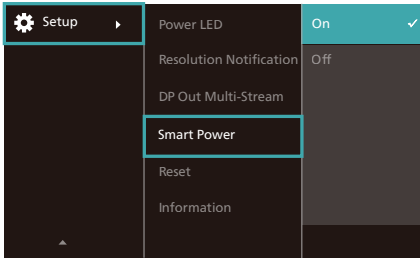 Setup
Power LED
Resolution Notification
DP Out Multi-Stream
Smart Power
Reset
Information
On
Off